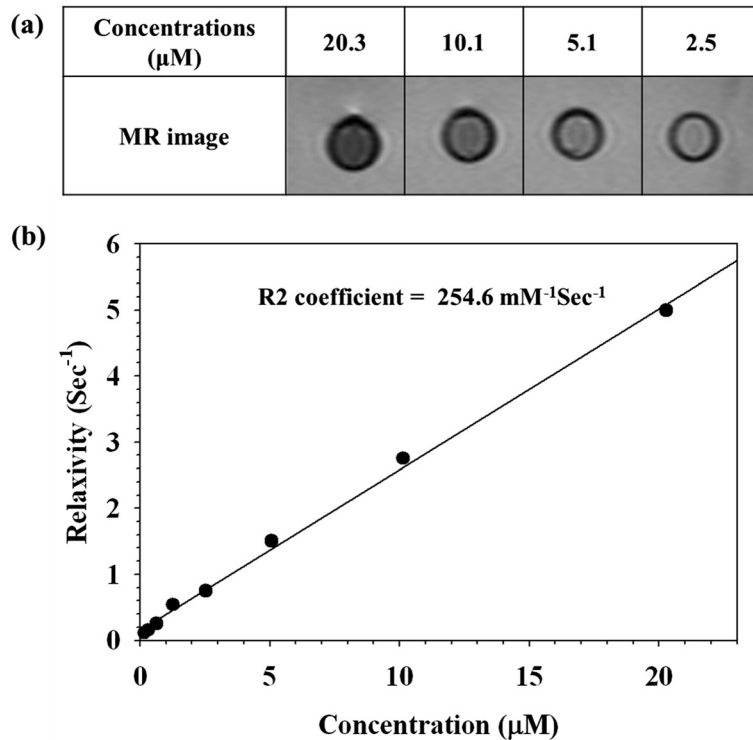 (a)
Concentrations
(μM)
20.3
10.1
5.1
2.5
MR image
(b)
R2 coefficient = 254.6 mM⁻¹Sec⁻¹
Relaxivity (Sec⁻¹)
6
5
4
3
2
1
0
0
5
10
15
20
Concentration (μM)